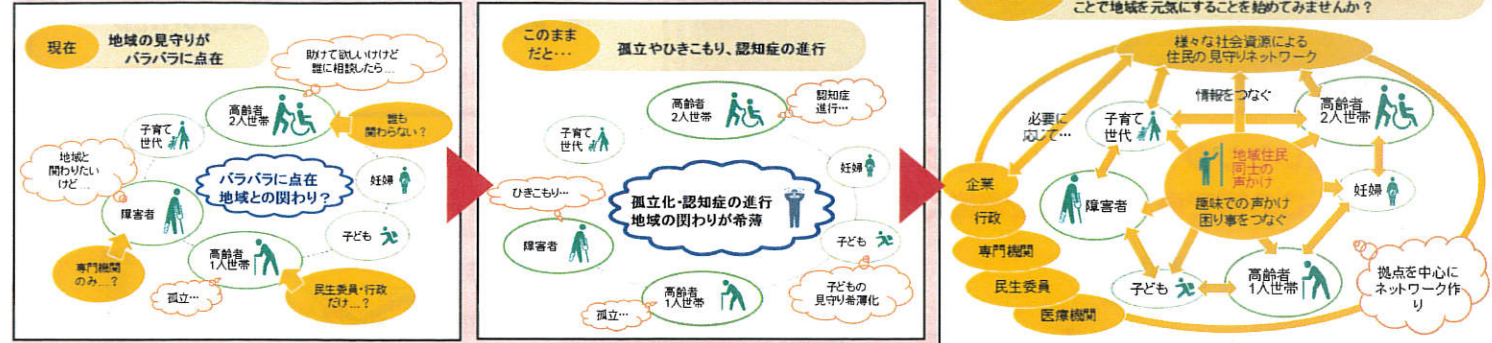 現在
地域の見守りが
バラバラに点在
助けて欲しいけけど
誰に相談したら…
高齢者
2人世帯
誰も
関わらない？
子育て
世代
地域と
関わりたい
けど…
バラバラに点在
地域との関わり？
妊婦
障害者
子ども
高齢者
1人世帯
専門機関
のみ…？
孤立…
民生委員・行政
だけ…？
このまま
だと…
孤立やひきこもり、認知症の進行
高齢者
2人世帯
認知症
進行…
子育て
世代
妊婦
ひきこもり…
孤立化・認知症の進行
地域の関わりが希薄
障害者
子ども
高齢者
1人世帯
孤立…
子どもの
見守り希薄化
ことで地域を元気にすることを始めてみませんか？
様々な社会資源による
住民の見守りネットワーク
情報をつなぐ
必要に
応じて…
子育て
世代
高齢者
2人世帯
地域住民
同士の
声かけ
趣味での声かけ
困り事をつなぐ
企業
行政
専門機関
民生委員
医療機関
障害者
妊婦
子ども
高齢者
1人世帯
拠点を中心に
ネットワーク作
り